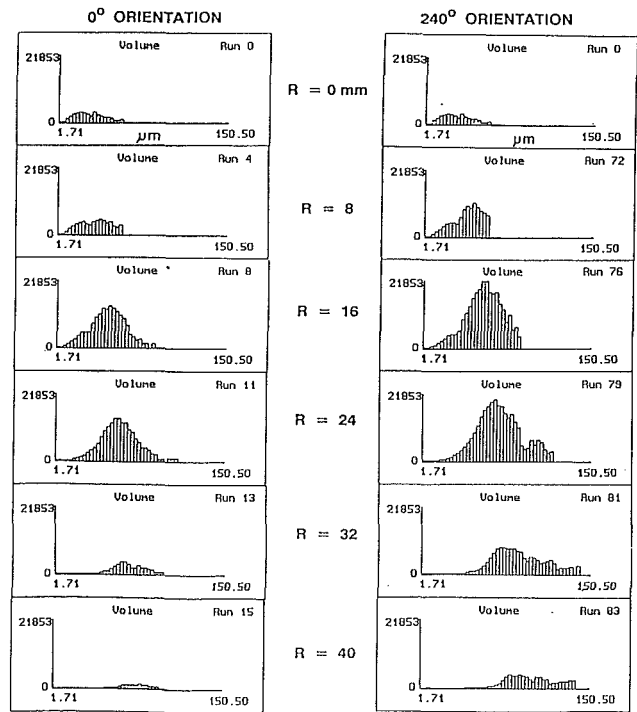 0° ORIENTATION
240° ORIENTATION
Volume Run 0
21853
0
1.71 µm 150.50
R = 0 mm
Volume Run 0
21853
0
1.71 µm 150.50
Volume Run 4
21853
0
1.71 150.50
R = 8
Volume Run 72
21853
0
1.71 150.50
Volume Run 8
21853
0
1.71 150.50
R = 16
Volume Run 76
21853
0
1.71 150.50
Volume Run 11
21853
0
1.71 150.50
R = 24
Volume Run 79
21853
0
1.71 150.50
Volume Run 13
21853
0
1.71 150.50
R = 32
Volume Run 81
21853
0
1.71 150.50
Volume Run 15
21853
0
1.71 150.50
R = 40
Volume Run 83
21853
0
1.71 150.50